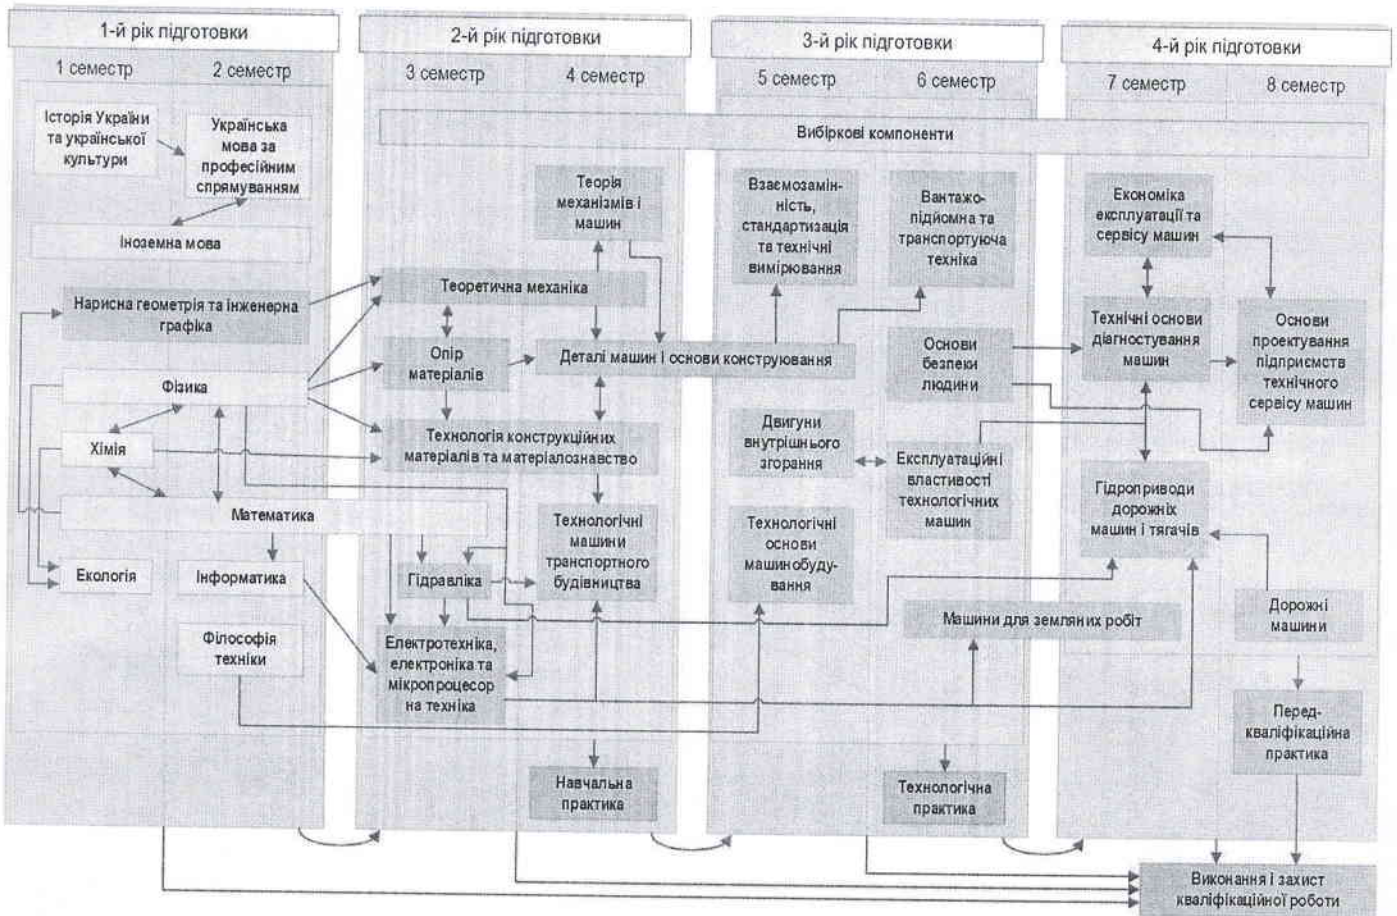 1-й рік підготовки
1 семестр
2 семестр
Історія України
та української
культури
Українська
мова за
професійним
спрямуванням
Іноземна мова
Нарисна геометрія та інженерна
графіка
Фізика
Хімія
Математика
Екологія
Інформатика
Філософія
техніки
2-й рік підготовки
3 семестр
4 семестр
Вибіркові компоненти
Теорія
механізмів і
машин
Теоретична механіка
Опір
матеріалів
Деталі машин і основи конструювання
Технологія конструкційних
матеріалів та матеріалознавство
Технологічні
машини
транспортного
будівництва
Гідравліка
Електротехніка,
електроніка та
мікропроцесор
на техніка
Навчальна
практика
3-й рік підготовки
5 семестр
6 семестр
Взаємозамін-
ність,
стандартизація
та технічні
вимірювання
Вантажо-
підйомна та
транспортуюча
техніка
Основи
безпеки
людини
Двигуни
внутрішнього
згорання
Експлуатаційні
властивості
технологічних
машин
Технологічні
основи
машинобуду-
вання
Машини для земляних робіт
Технологічна
практика
4-й рік підготовки
7 семестр
8 семестр
Економіка
експлуатації та
сервісу машин
Технічні основи
діагностування
машин
Основи
проектування
підприємств
технічного
сервісу машин
Гідроприводи
дорожніх
машин і тягачів
Дорожні
машини
Перед-
кваліфікаційна
практика
Виконання і захист
кваліфікаційної роботи